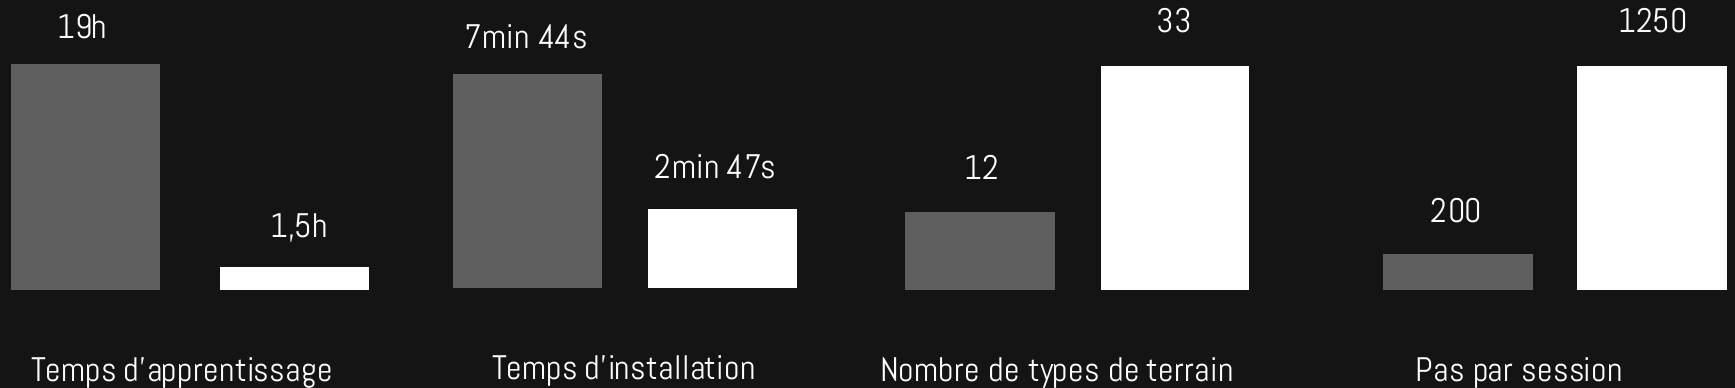 19h
1,5h
Temps d'apprentissage
7min 44s
2min 47s
Temps d'installation
12
33
Nombre de types de terrain
200
1250
Pas par session